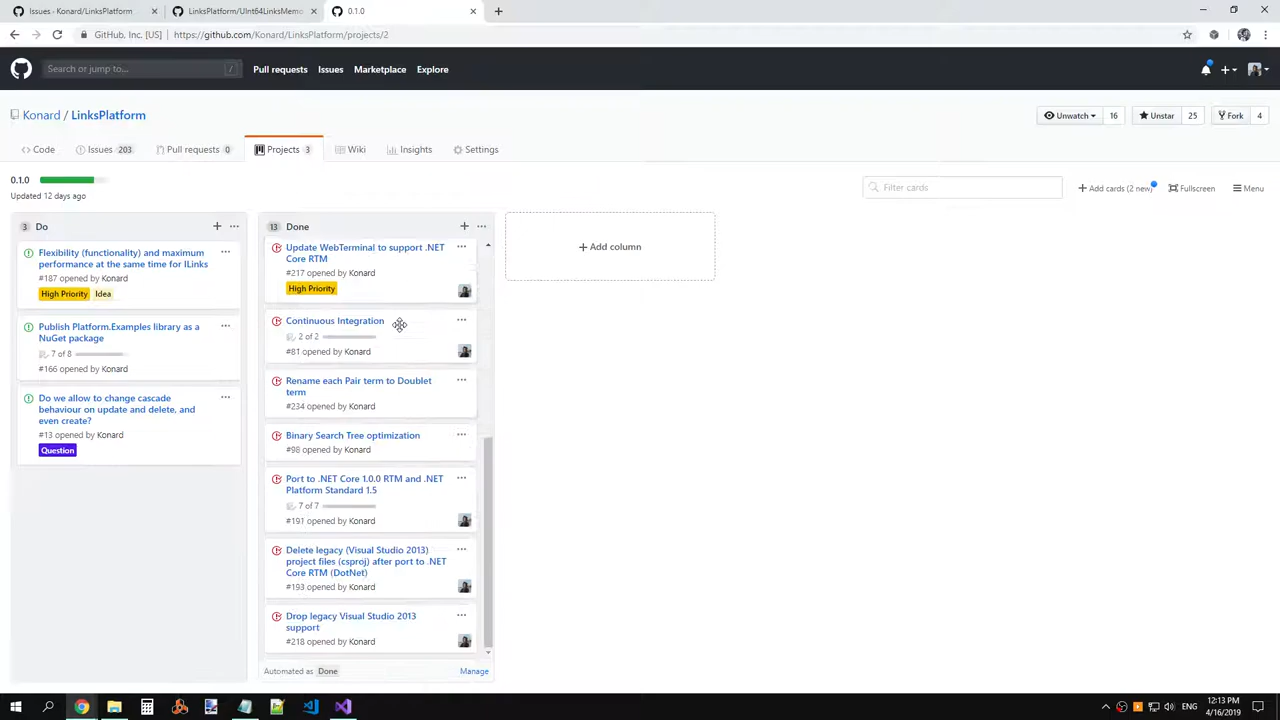 Issues - Konard/LinksPlatform
LinksPlatform/UInt64LinksMemo
0.1.0
GitHub, Inc. [US]
https://github.com/Konard/LinksPlatform/projects/2
Search or jump to...
/
Pull requests
Issues
Marketplace
Explore
Konard / LinksPlatform
Unwatch
16
Unstar
25
Fork
4
Code
Issues 203
Pull requests 0
Projects 3
Wiki
Insights
Settings
0.1.0
Updated 12 days ago
Filter cards
Add cards (2 new)
Fullscreen
Menu
3 Do
Flexibility (functionality) and maximum
performance at the same time for ILinks
#187 opened by Konard
High Priority
Idea
Publish Platform.Examples library as a
NuGet package
7 of 8
#166 opened by Konard
Do we allow to change cascade
behaviour on update and delete, and
even create?
#13 opened by Konard
Question
13 Done
Update WebTerminal to support .NET
Core RTM
#217 opened by Konard
High Priority
Continuous Integration
2 of 2
#81 opened by Konard
Rename each Pair term to Doublet
term
#234 opened by Konard
Binary Search Tree optimization
#98 opened by Konard
Port to .NET Core 1.0.0 RTM and .NET
Platform Standard 1.5
7 of 7
#191 opened by Konard
Delete legacy (Visual Studio 2013)
project files (csproj) after port to .NET
Core RTM (DotNet)
#193 opened by Konard
Drop legacy Visual Studio 2013
support
#218 opened by Konard
Automated as Done
Manage
Add column
ENG
12:13 PM
4/16/2019